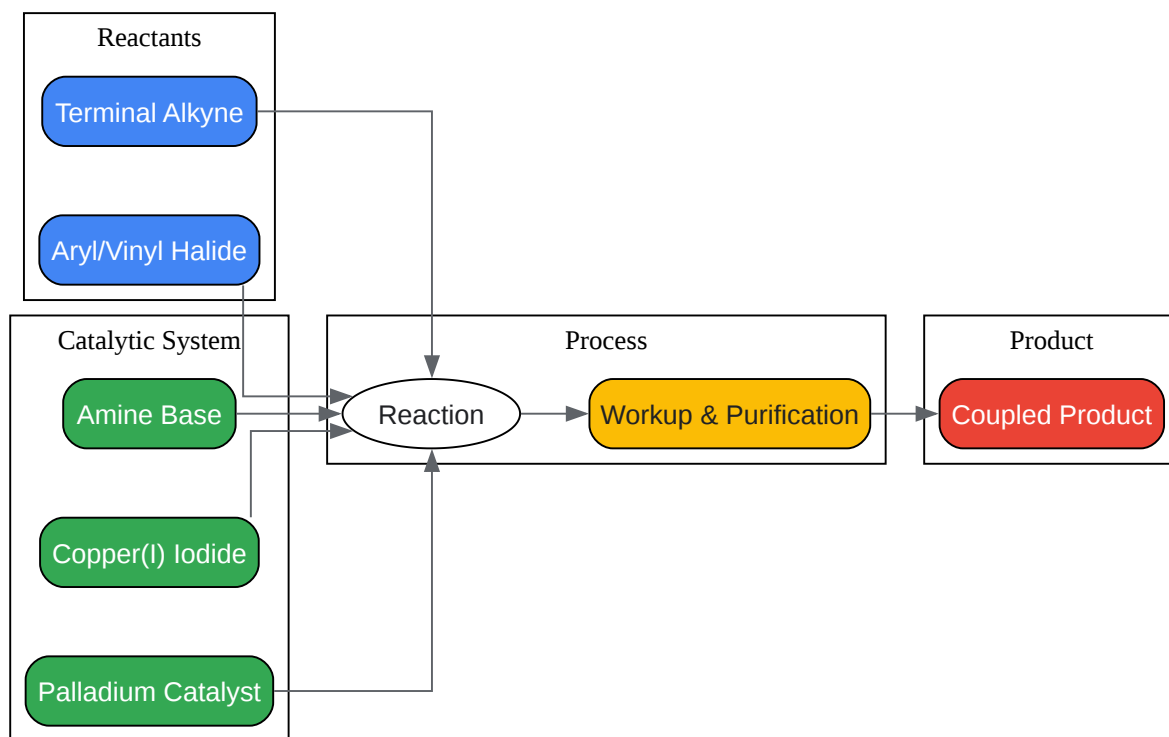 Reactants
Terminal Alkyne
Aryl/Vinyl Halide
Catalytic System
Amine Base
Copper(I) Iodide
Palladium Catalyst
Process
Reaction
Workup & Purification
Product
Coupled Product